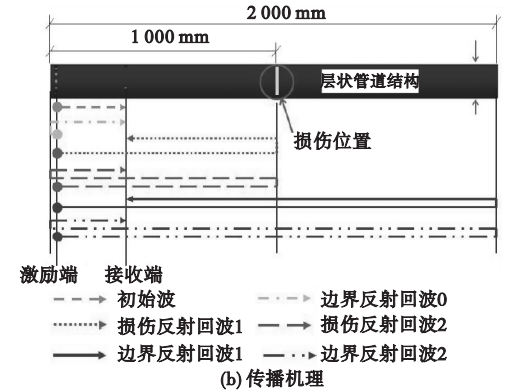 2 000 mm
1 000 mm
层状管道结构
损伤位置
激励端 接收端
初始波 边界反射回波0
损伤反射回波1 损伤反射回波2
边界反射回波1 边界反射回波2
(b) 传播机理